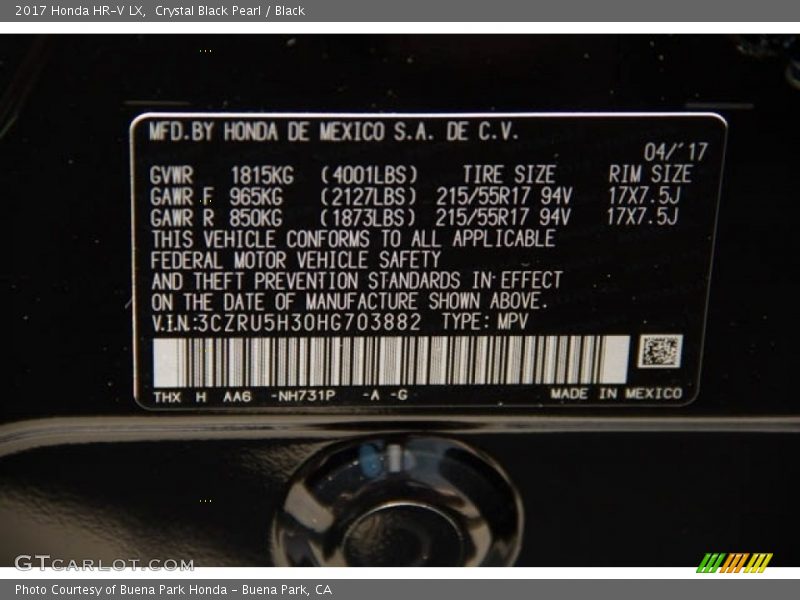 2017 Honda HR-V LX, Crystal Black Pearl / Black
MFD.BY HONDA DE MEXICO S.A. DE C.V.
04/'17
GVWR 1815KG (4001LBS) TIRE SIZE RIM SIZE
GAWR F 965KG (2127LBS) 215/55R17 94V 17X7.5J
GAWR R 850KG (1873LBS) 215/55R17 94V 17X7.5J
THIS VEHICLE CONFORMS TO ALL APPLICABLE
FEDERAL MOTOR VEHICLE SAFETY
AND THEFT PREVENTION STANDARDS IN EFFECT
ON THE DATE OF MANUFACTURE SHOWN ABOVE.
V.I.N.:3CZRU5H30HG703882 TYPE: MPV
THX H AA6 -NH731P -A -G MADE IN MEXICO
GTCARLOT.COM
Photo Courtesy of Buena Park Honda - Buena Park, CA